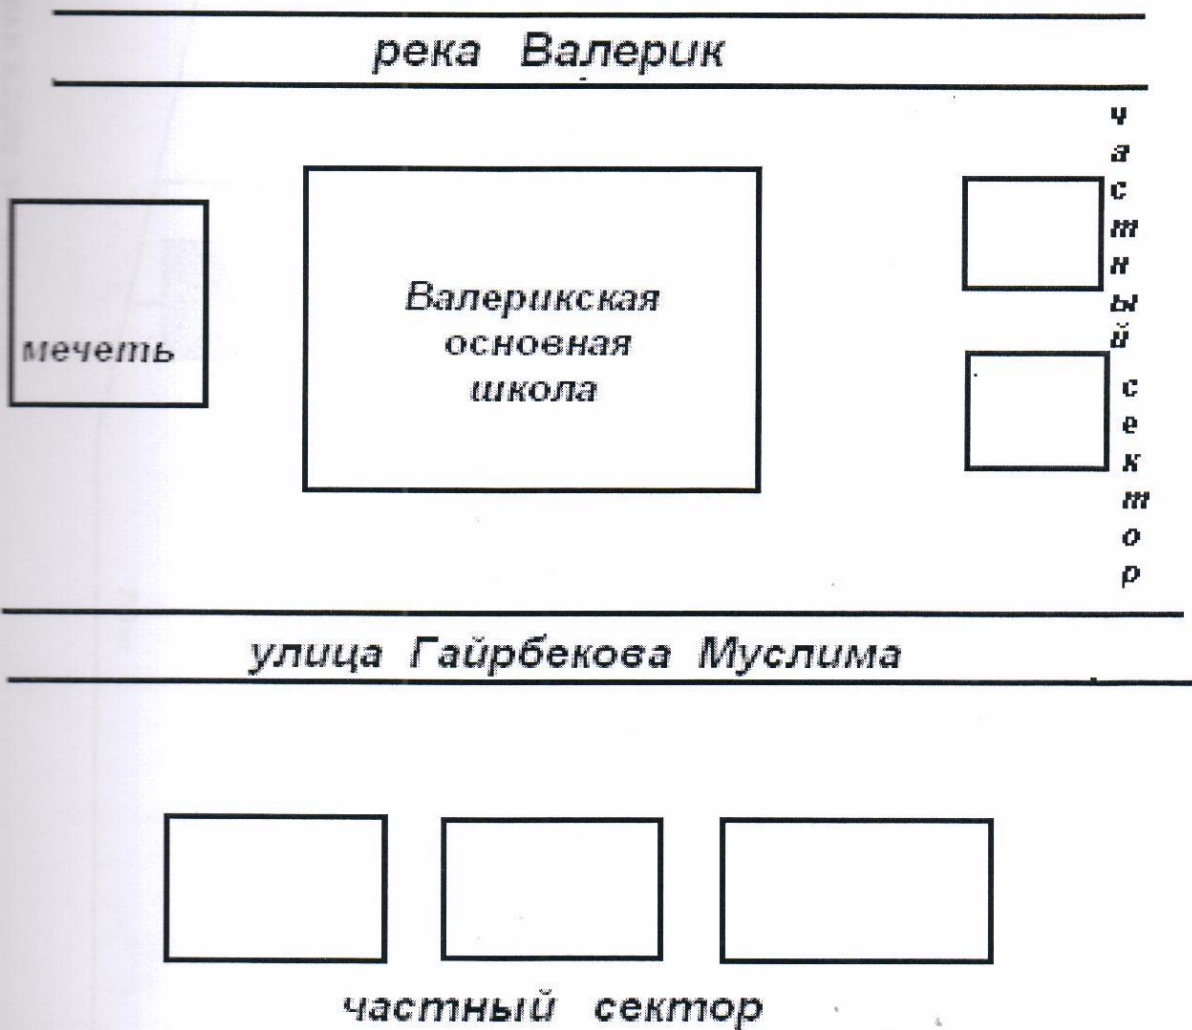 река Валерик
мечеть
Валерикская
основная
школа
частный сектор
улица Гайрбекова Муслима
частный сектор